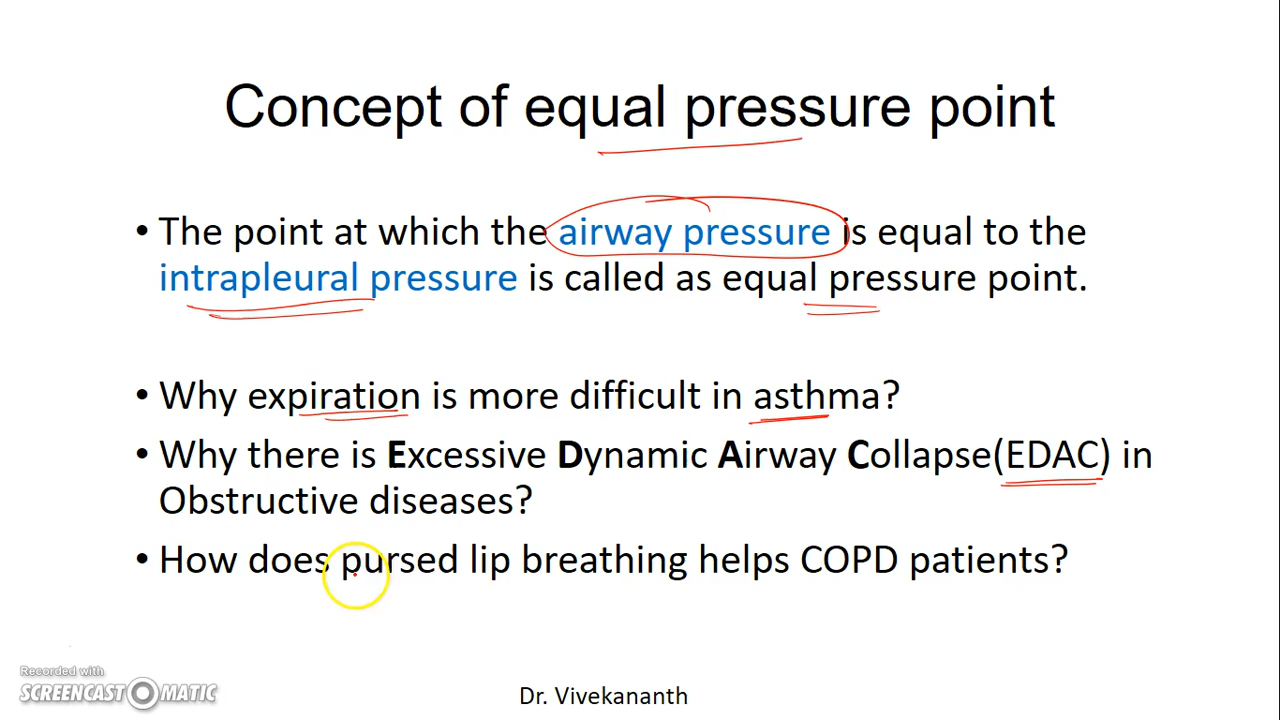 Concept of equal pressure point
• The point at which the airway pressure is equal to the
intrapleural pressure is called as equal pressure point.
• Why expiration is more difficult in asthma?
• Why there is Excessive Dynamic Airway Collapse(EDAC) in
Obstructive diseases?
• How does pursed lip breathing helps COPD patients?
Recorded with
SCREENCAST MATIC
Dr. Vivekananth